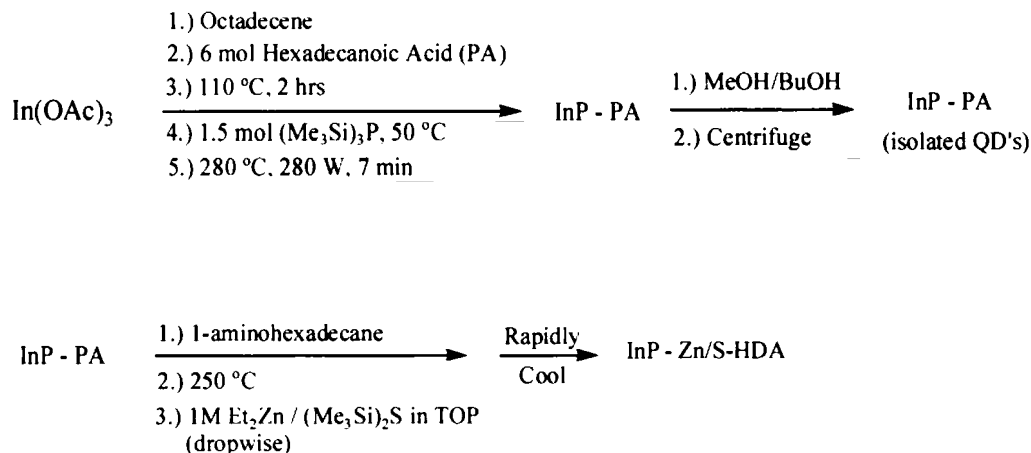 1.) Octadecene
2.) 6 mol Hexadecanoic Acid (PA)
3.) 110 °C, 2 hrs
In(OAc)₃
4.) 1.5 mol (Me₃Si)₃P, 50 °C
5.) 280 °C, 280 W, 7 min
InP - PA
1.) MeOH/BuOH
2.) Centrifuge
InP - PA
(isolated QD's)
InP - PA
1.) 1-aminohexadecane
2.) 250 °C
3.) 1M Et₂Zn / (Me₃Si)₂S in TOP
(dropwise)
Rapidly
Cool
InP - Zn/S-HDA